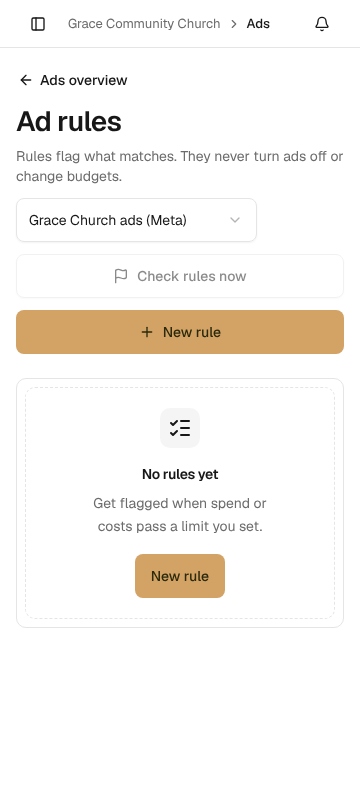 Grace Community Church > Ads
Ads overview
Ad rules
Rules flag what matches. They never turn ads off or
change budgets.
Grace Church ads (Meta)
Check rules now
New rule
No rules yet
Get flagged when spend or
costs pass a limit you set.
New rule